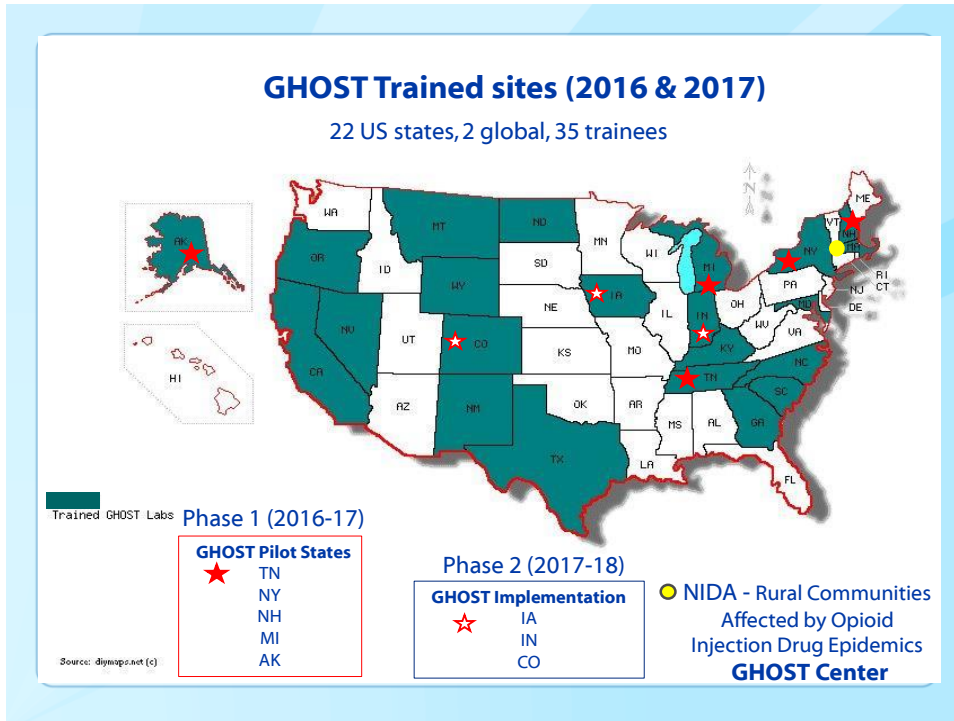 GHOST Trained sites (2016 & 2017)
22 US states, 2 global, 35 trainees
WA
MT
ND
MN
WI
MI
ME
VT
NH
MA
NY
RI
CT
NJ
DE
MD
PA
OH
WV
VA
OR
ID
WY
SD
NE
IA
IL
IN
KY
NV
UT
CO
KS
MO
TN
NC
SC
CA
AZ
NM
OK
AR
MS
AL
GA
TX
LA
FL
AK
HI
N
Trained GHOST Labs
Phase 1 (2016-17)
GHOST Pilot States
TN
NY
NH
MI
AK
Phase 2 (2017-18)
GHOST Implementation
IA
IN
CO
NIDA - Rural Communities
Affected by Opioid
Injection Drug Epidemics
GHOST Center
Source: diymaps.net (c)